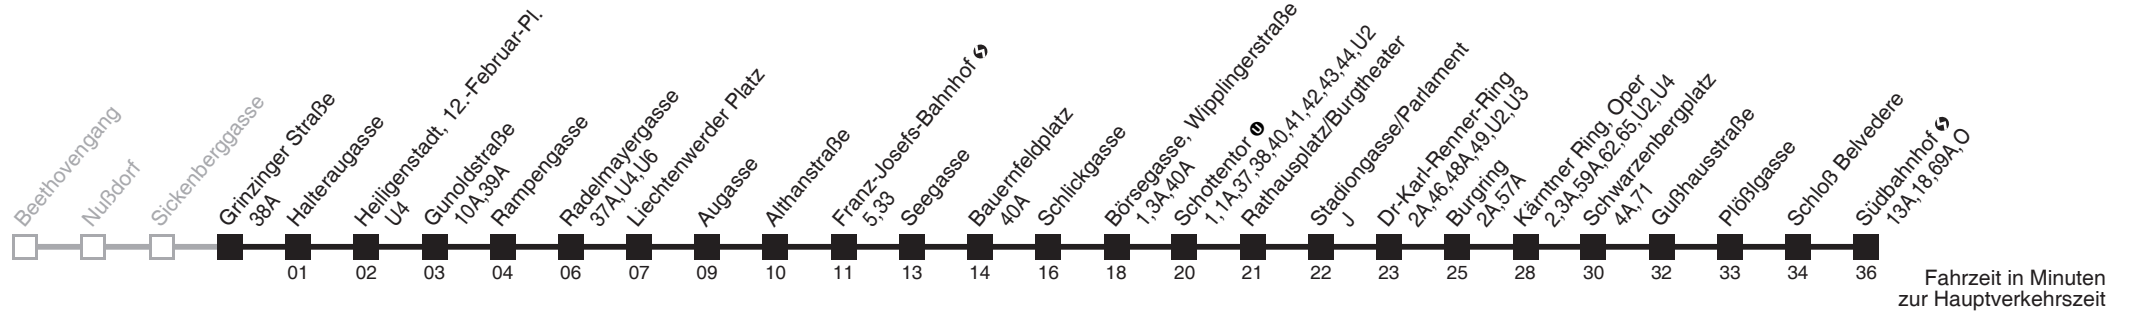 Beethovengang
Nußdorf
Sickenberggasse
Grinzinger Straße
38A
Halteraugasse
Heiligenstadt, 12.-Februar-Pl.
U4
Gunoldstraße
10A,39A
Rampengasse
Radelmayergasse
37A,U4,U6
Liechtenwerder Platz
Augasse
Althanstraße
Franz-Josefs-Bahnhof S
5,33
Seegasse
Bauernfeldplatz
40A
Schlickgasse
Börsegasse, Wipplingerstraße
1,3A,40A
Schottentor U
1,1A,37,38,40,41,42,43,44,U2
Rathausplatz/Burgtheater
Stadiongasse/Parlament
J
Dr-Karl-Renner-Ring
2A,46,48A,49,U2,U3
Burgring
2A,57A
Kärntner Ring, Oper
2,3A,59A,62,65,U2,U4
Schwarzenbergplatz
4A,71
Gußhausstraße
Plößlgasse
Schloß Belvedere
Südbahnhof S
13A,18,69A,O
01 02 03 04 06 07 09 10 11 13 14 16 18 20 21 22 23 25 28 30 32 33 34 36
Fahrzeit in Minuten
zur Hauptverkehrszeit